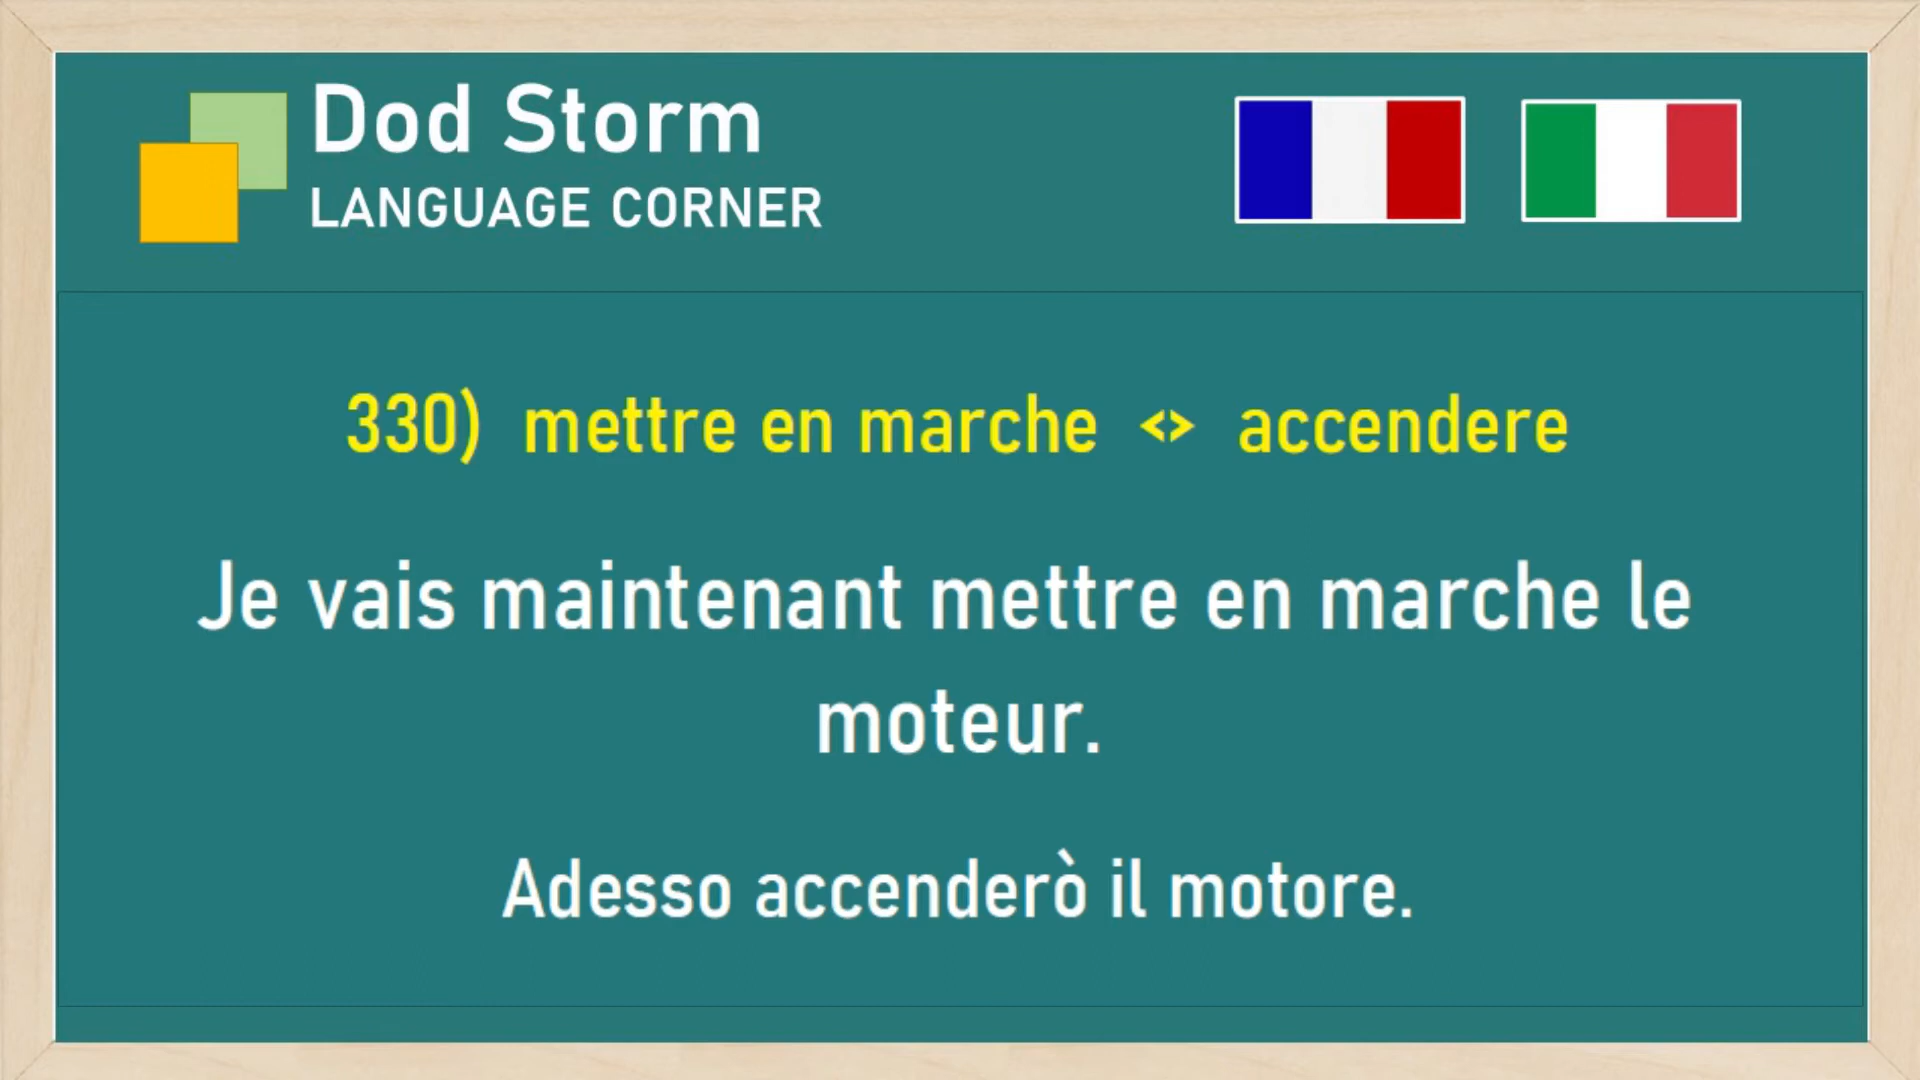 Dod Storm
LANGUAGE CORNER
330) mettre en marche <> accendere
Je vais maintenant mettre en marche le
moteur.
Adesso accenderò il motore.